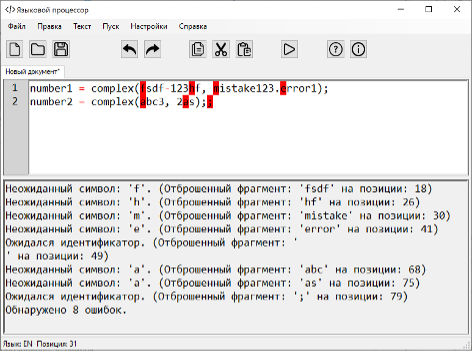 Языковой процессор
Файл Правка Текст Пуск Настройки Справка
Новый документ*
1 number1 = complex(fsdf-123hf, mistake123.error1);
2 number2 = complex(abc3, 2as);;
Неожиданный символ: 'f'. (Отброшенный фрагмент: 'fsdf' на позиции: 18)
Неожиданный символ: 'h'. (Отброшенный фрагмент: 'hf' на позиции: 26)
Неожиданный символ: 'm'. (Отброшенный фрагмент: 'mistake' на позиции: 30)
Неожиданный символ: 'e'. (Отброшенный фрагмент: 'error' на позиции: 41)
Ожидался идентификатор. (Отброшенный фрагмент: '
' на позиции: 49)
Неожиданный символ: 'a'. (Отброшенный фрагмент: 'abc' на позиции: 68)
Неожиданный символ: 'a'. (Отброшенный фрагмент: 'as' на позиции: 75)
Ожидался идентификатор. (Отброшенный фрагмент: ';' на позиции: 79)
Обнаружено 8 ошибок.
Язык: IN Позиция: 31